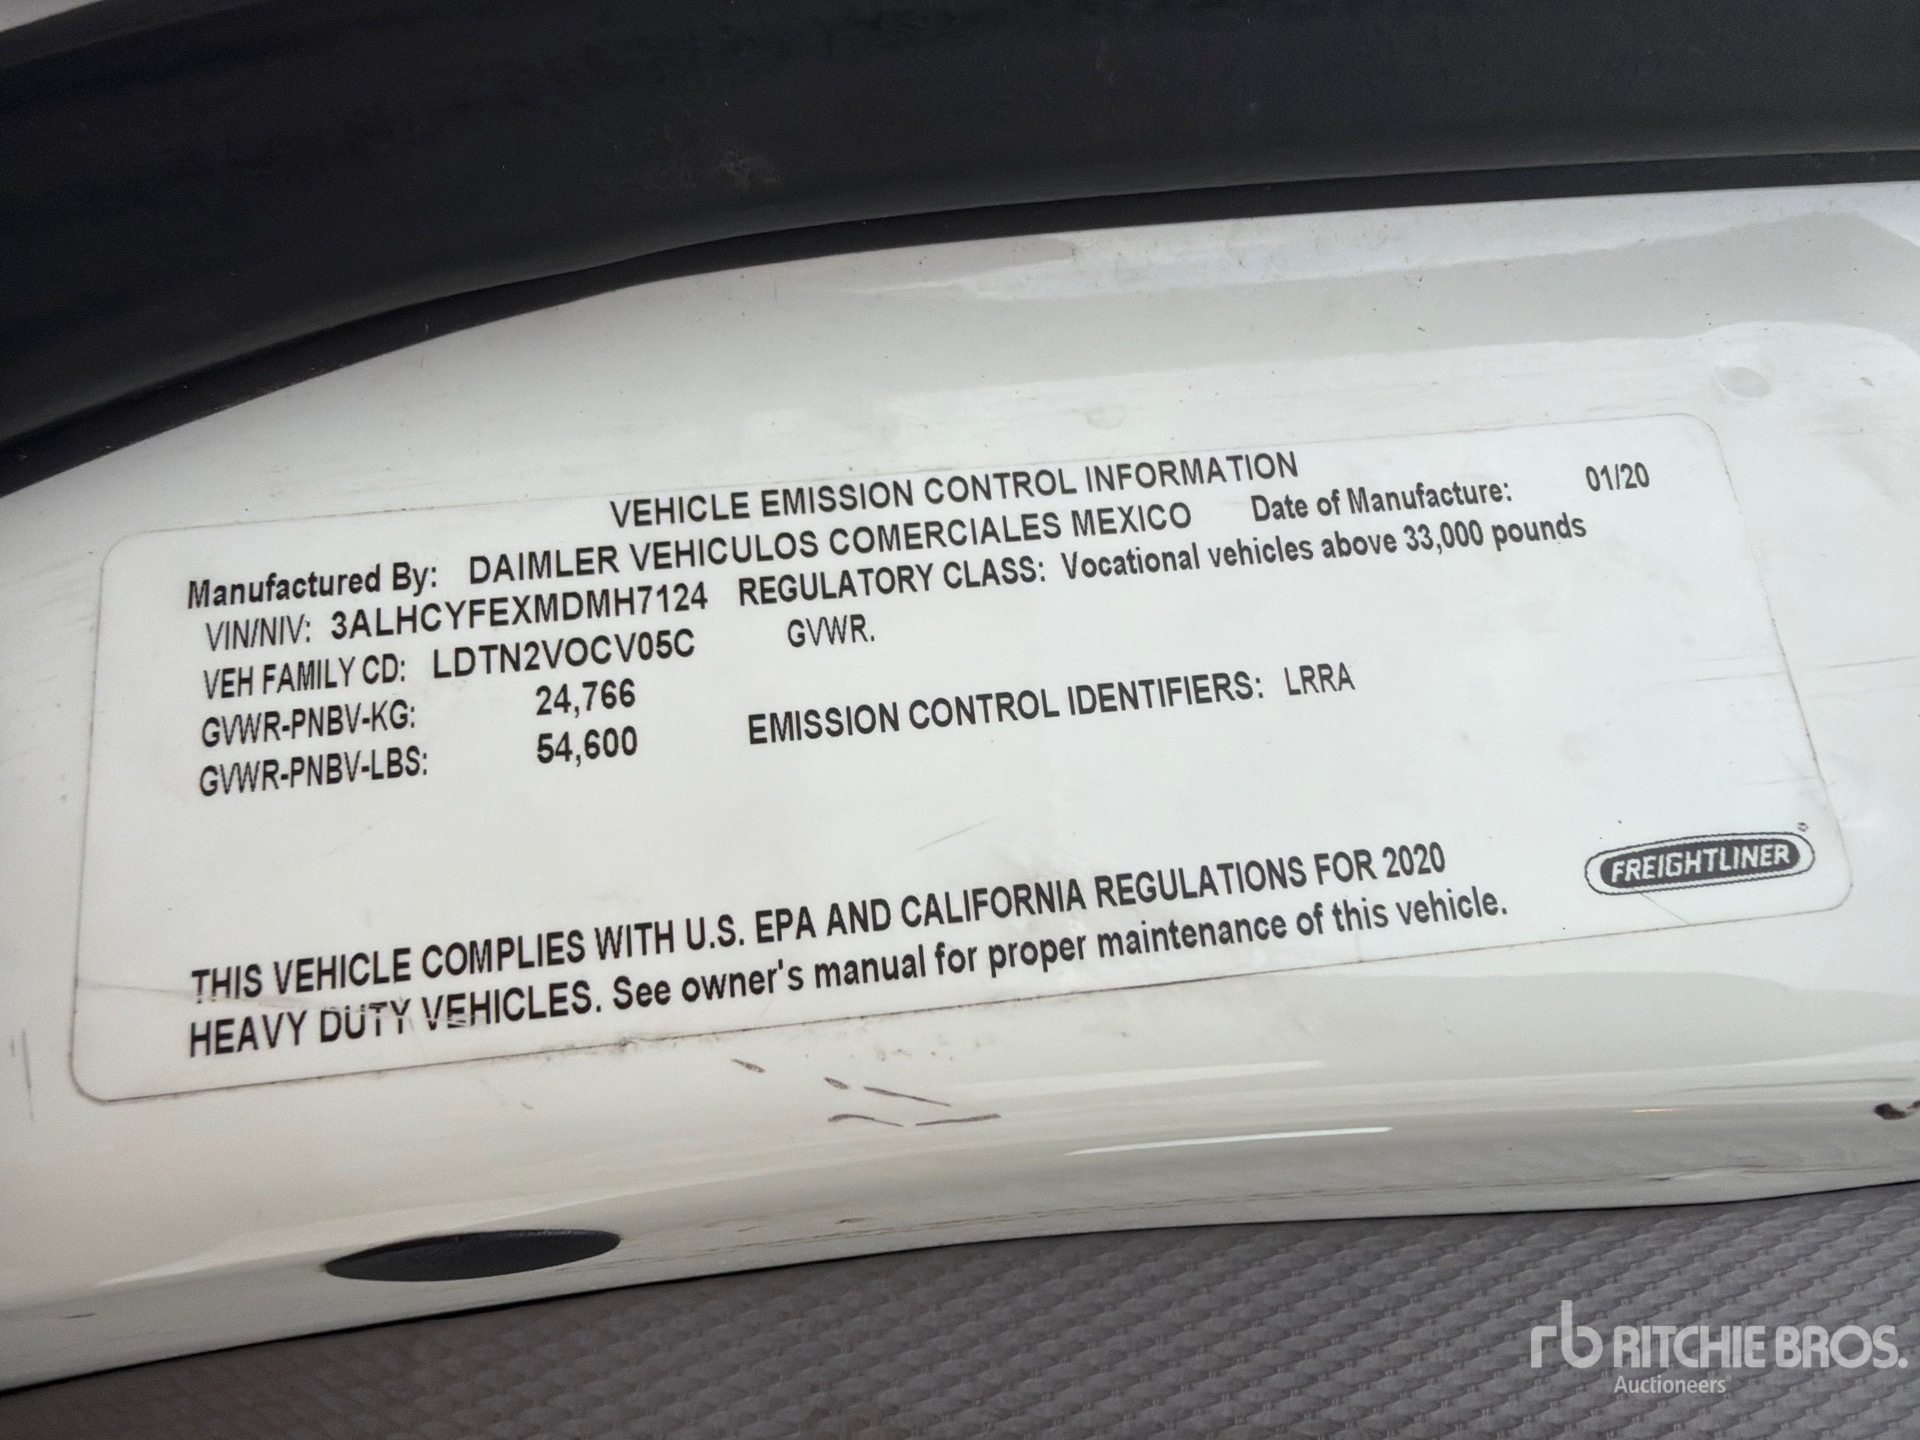 VEHICLE EMISSION CONTROL INFORMATION
Manufactured By: DAIMLER VEHICULOS COMERCIALES MEXICO Date of Manufacture: 01/20
VIN/NIV: 3ALHCYFEXMDMH7124 REGULATORY CLASS: Vocational vehicles above 33,000 pounds
VEH FAMILY CD: LDTN2VOCV05C GVWR.
GVWR-PNBV-KG: 24,766
GVWR-PNBV-LBS: 54,600 EMISSION CONTROL IDENTIFIERS: LRRA
THIS VEHICLE COMPLIES WITH U.S. EPA AND CALIFORNIA REGULATIONS FOR 2020
HEAVY DUTY VEHICLES. See owner's manual for proper maintenance of this vehicle.
FREIGHTLINER
rb RITCHIE BROS.
Auctioneers